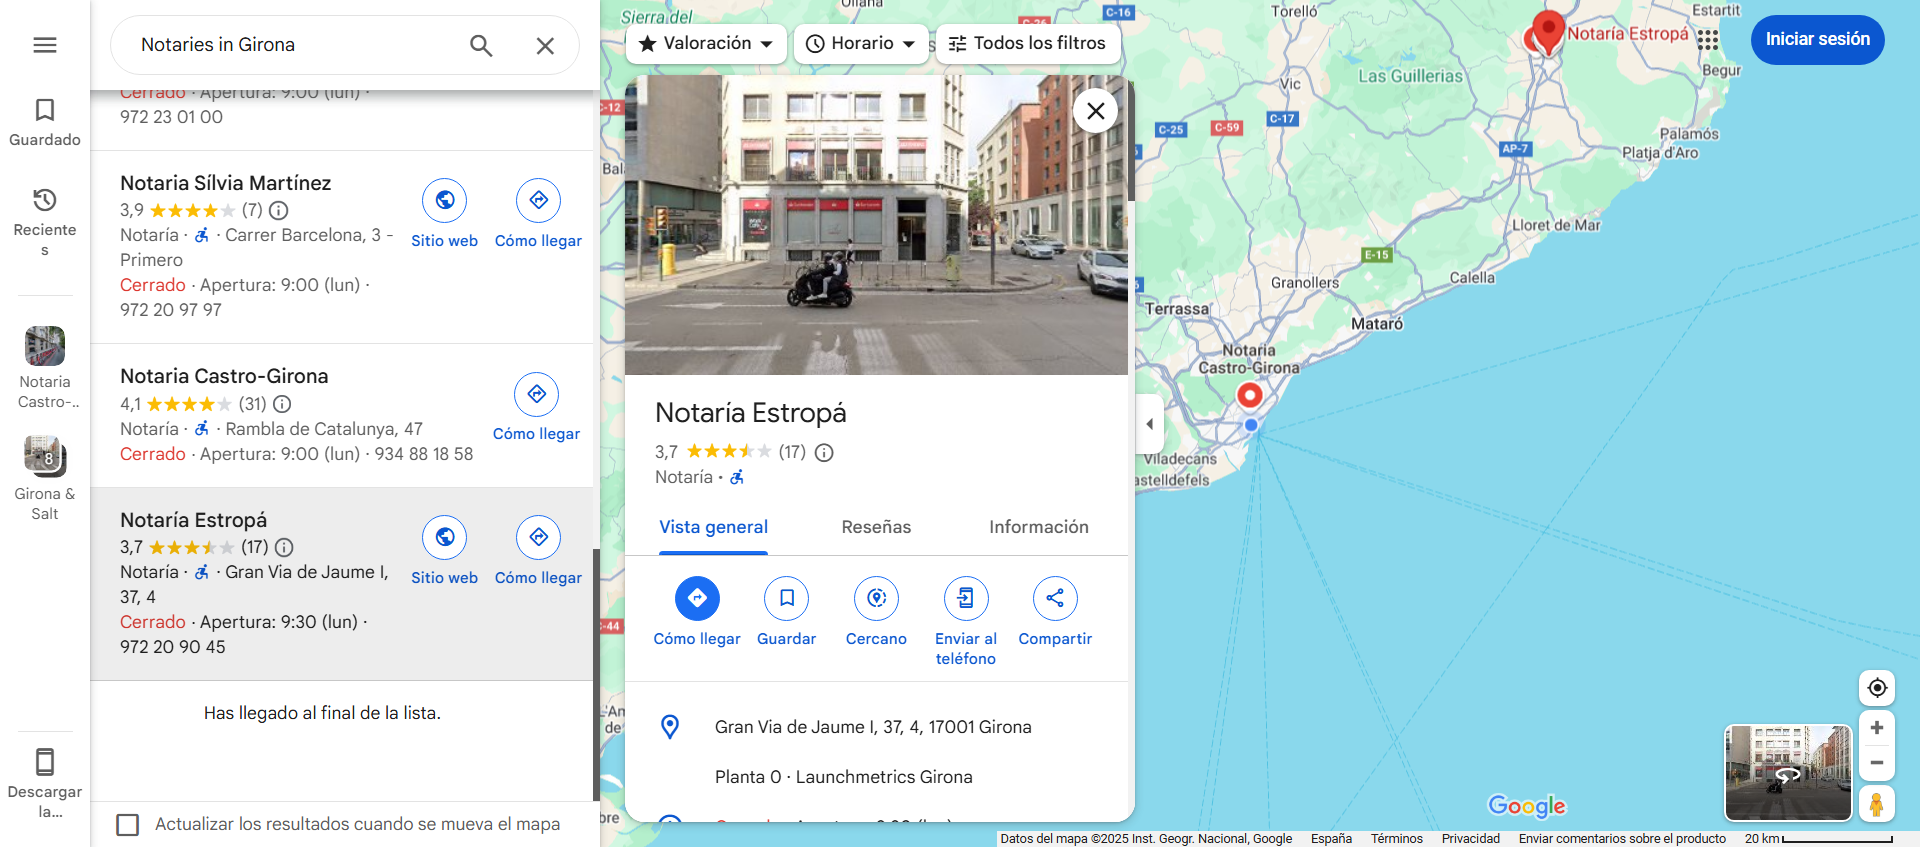 Guardado
Recientes
Notaria
Castro-..
8
Girona &
Salt
Descargar
la...
Notaries in Girona
Cerrado · Apertura: 9:00 (lun) ·
972 23 01 00
Notaria Sílvia Martínez
3,9 (7)
Notaría · Carrer Barcelona, 3 -
Primero
Cerrado · Apertura: 9:00 (lun) ·
972 20 97 97
Sitio web
Cómo llegar
Notaria Castro-Girona
4,1 (31)
Notaría · Rambla de Catalunya, 47
Cerrado · Apertura: 9:00 (lun) · 934 88 18 58
Cómo llegar
Notaría Estropá
3,7 (17)
Notaría · Gran Via de Jaume I,
37, 4
Cerrado · Apertura: 9:30 (lun) ·
972 20 90 45
Sitio web
Cómo llegar
Has llegado al final de la lista.
Actualizar los resultados cuando se mueva el mapa
Valoración
Horario
Todos los filtros
Notaría Estropá
3,7 (17)
Notaría ·
Vista general
Reseñas
Información
Cómo llegar
Guardar
Cercano
Enviar al
teléfono
Compartir
Gran Via de Jaume I, 37, 4, 17001 Girona
Planta 0 · Launchmetrics Girona
Sierra del
Oliana
C-16
C-26
Torelló
Estartit
Notaría Estropá
Iniciar sesión
Begur
Las Guillerias
Vic
C-12
C-25
C-59
C-17
Palamós
Platja d'Aro
AP-7
Lloret de Mar
E-15
Calella
Granollers
Terrassa
Mataró
Notaria
Castro-Girona
Viladecans
astelldefels
C-44
Google
Datos del mapa ©2025 Inst. Geogr. Nacional, Google
España
Términos
Privacidad
Enviar comentarios sobre el producto
20 km